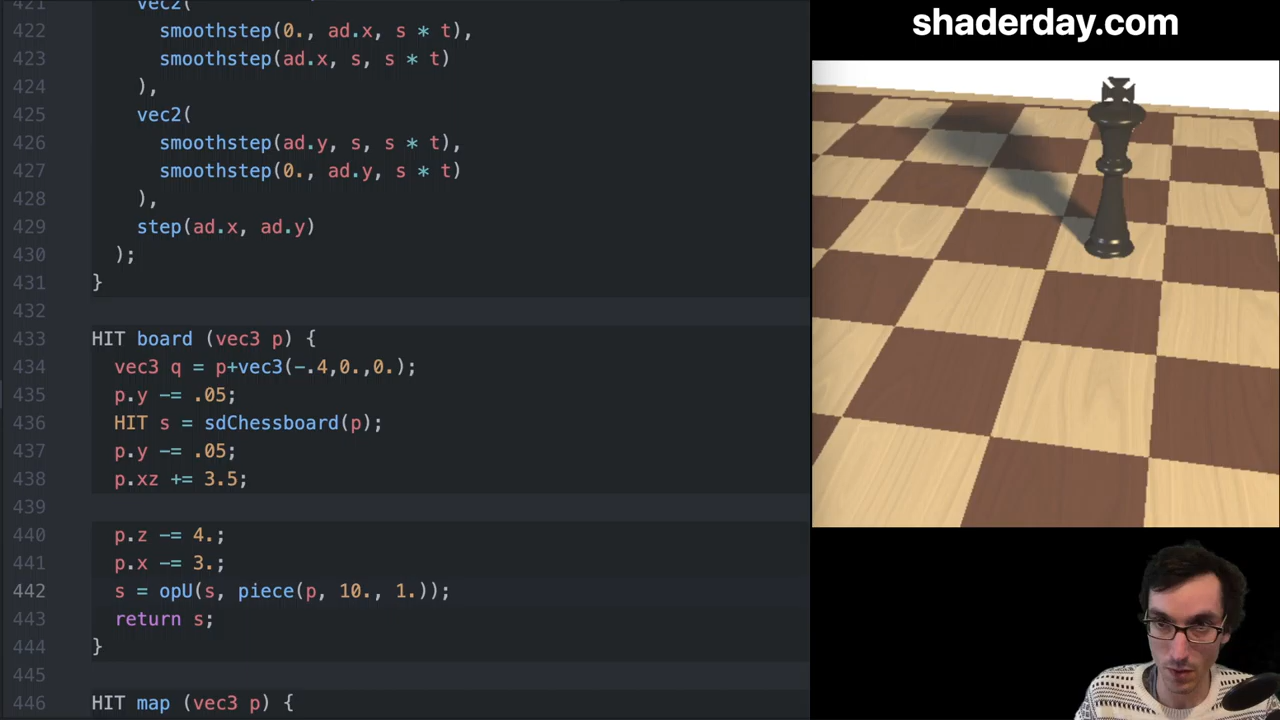 421 vec2(
422 smoothstep(0., ad.x, s * t),
423 smoothstep(ad.x, s, s * t)
424 ),
425 vec2(
426 smoothstep(ad.y, s, s * t),
427 smoothstep(0., ad.y, s * t)
428 ),
429 step(ad.x, ad.y)
430 );
431 }
432
433 HIT board (vec3 p) {
434 vec3 q = p+vec3(-.4,0.,0.);
435 p.y -= .05;
436 HIT s = sdChessboard(p);
437 p.y -= .05;
438 p.xz += 3.5;
439
440 p.z -= 4.;
441 p.x -= 3.;
442 s = opU(s, piece(p, 10., 1.));
443 return s;
444 }
445
446 HIT map (vec3 p) {
shaderday.com